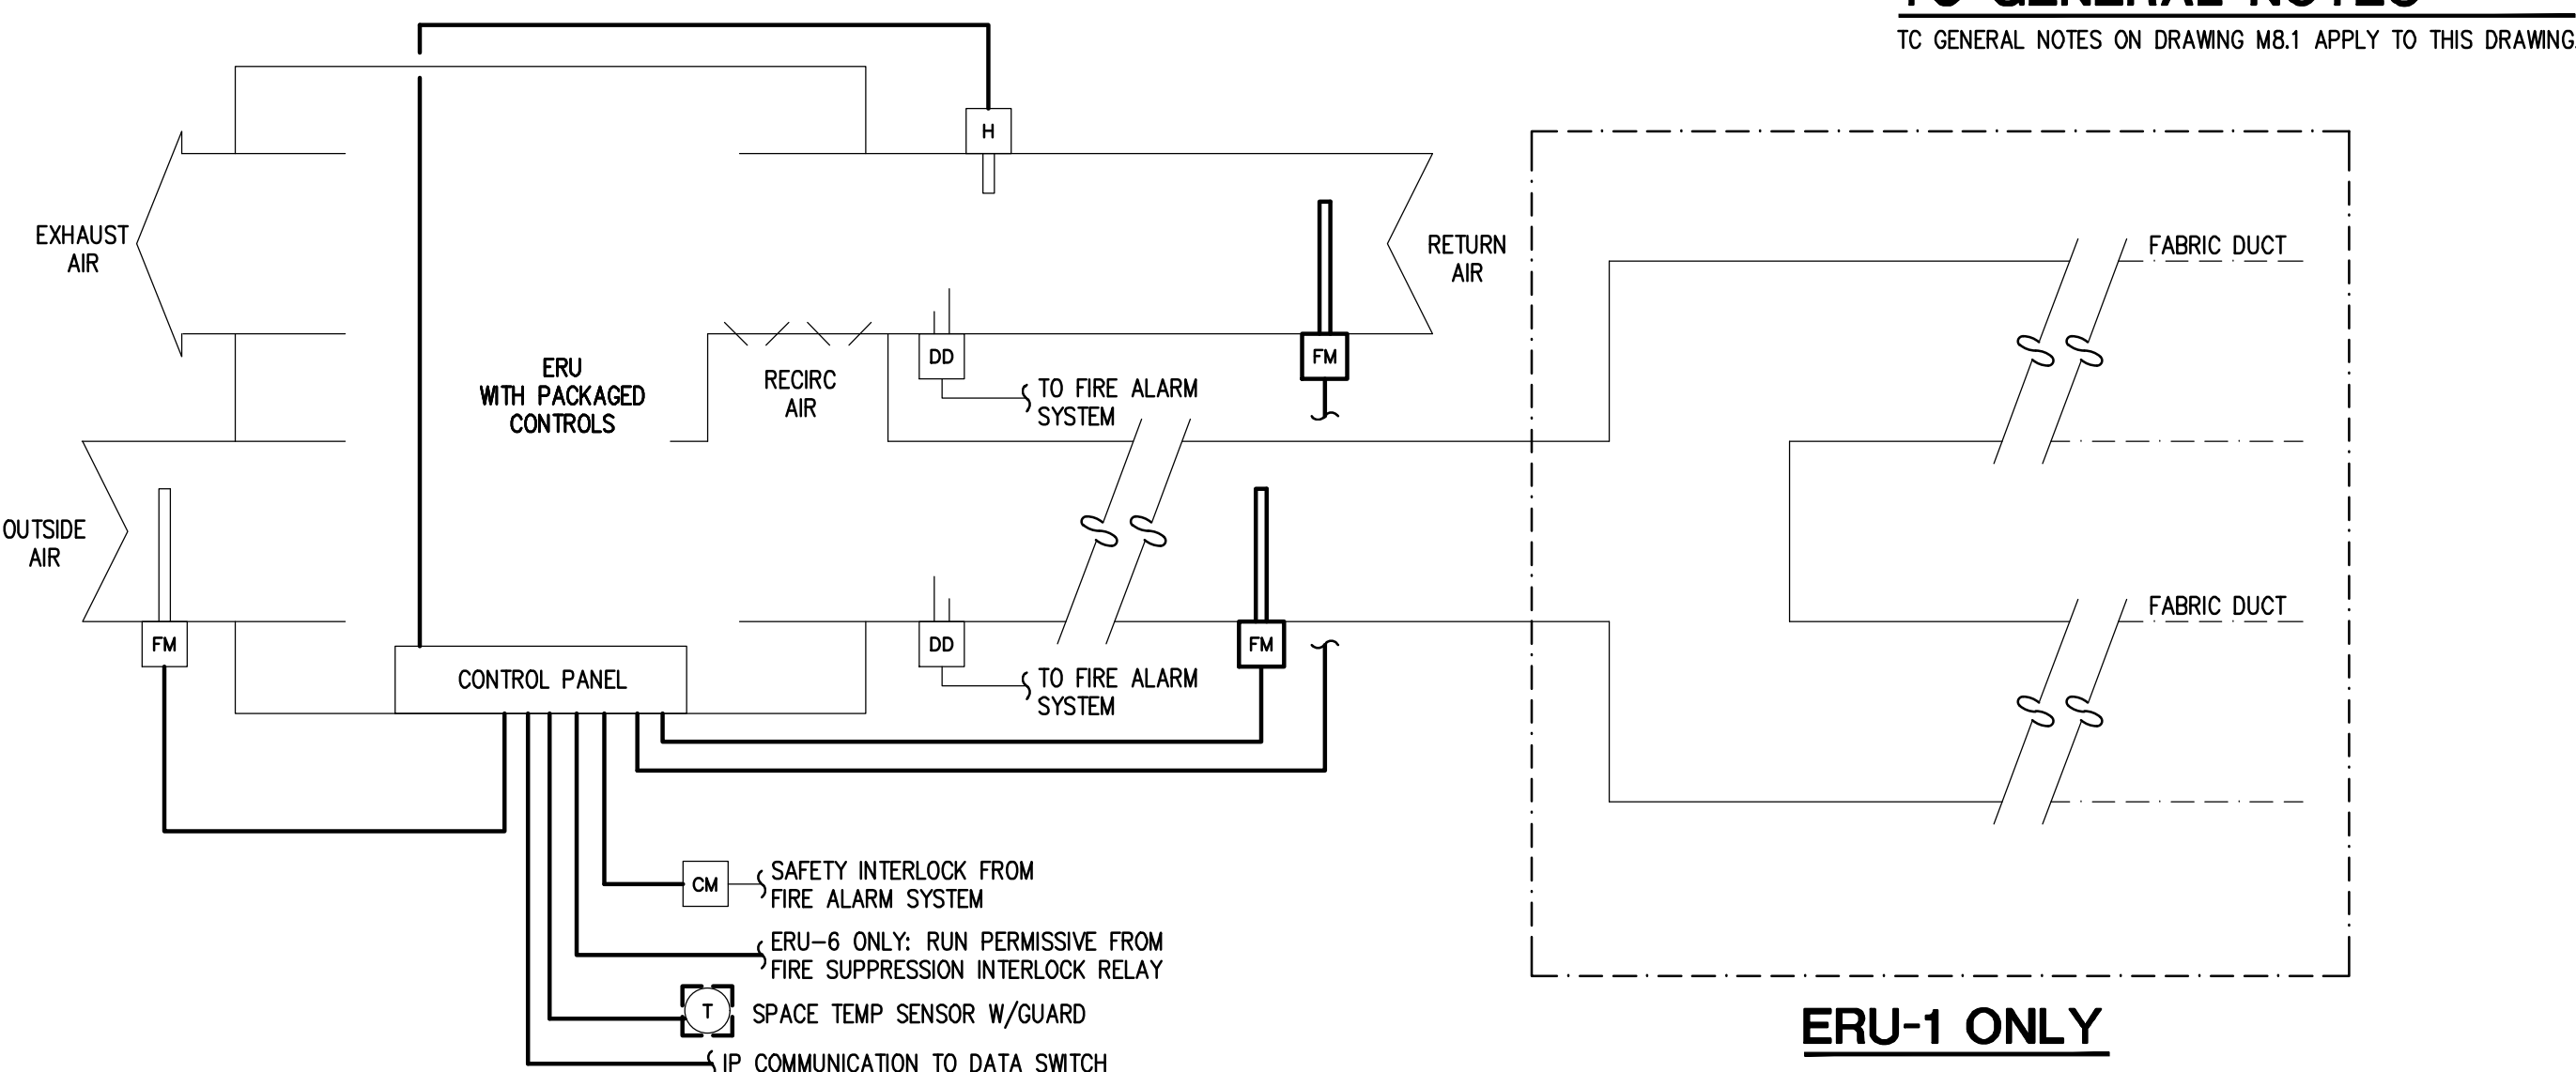 TC GENERAL NOTES
TC GENERAL NOTES ON DRAWING M8.1 APPLY TO THIS DRAWING.
H
EXHAUST
AIR
RETURN
AIR
FABRIC DUCT
ERU
WITH PACKAGED
CONTROLS
RECIRC
AIR
DD
FM
TO FIRE ALARM
SYSTEM
OUTSIDE
AIR
FM
CONTROL PANEL
DD
FM
TO FIRE ALARM
SYSTEM
FABRIC DUCT
CM
SAFETY INTERLOCK FROM
FIRE ALARM SYSTEM
ERU-6 ONLY: RUN PERMISSIVE FROM
FIRE SUPPRESSION INTERLOCK RELAY
T
SPACE TEMP SENSOR W/GUARD
IP COMMUNICATION TO DATA SWITCH
ERU-1 ONLY